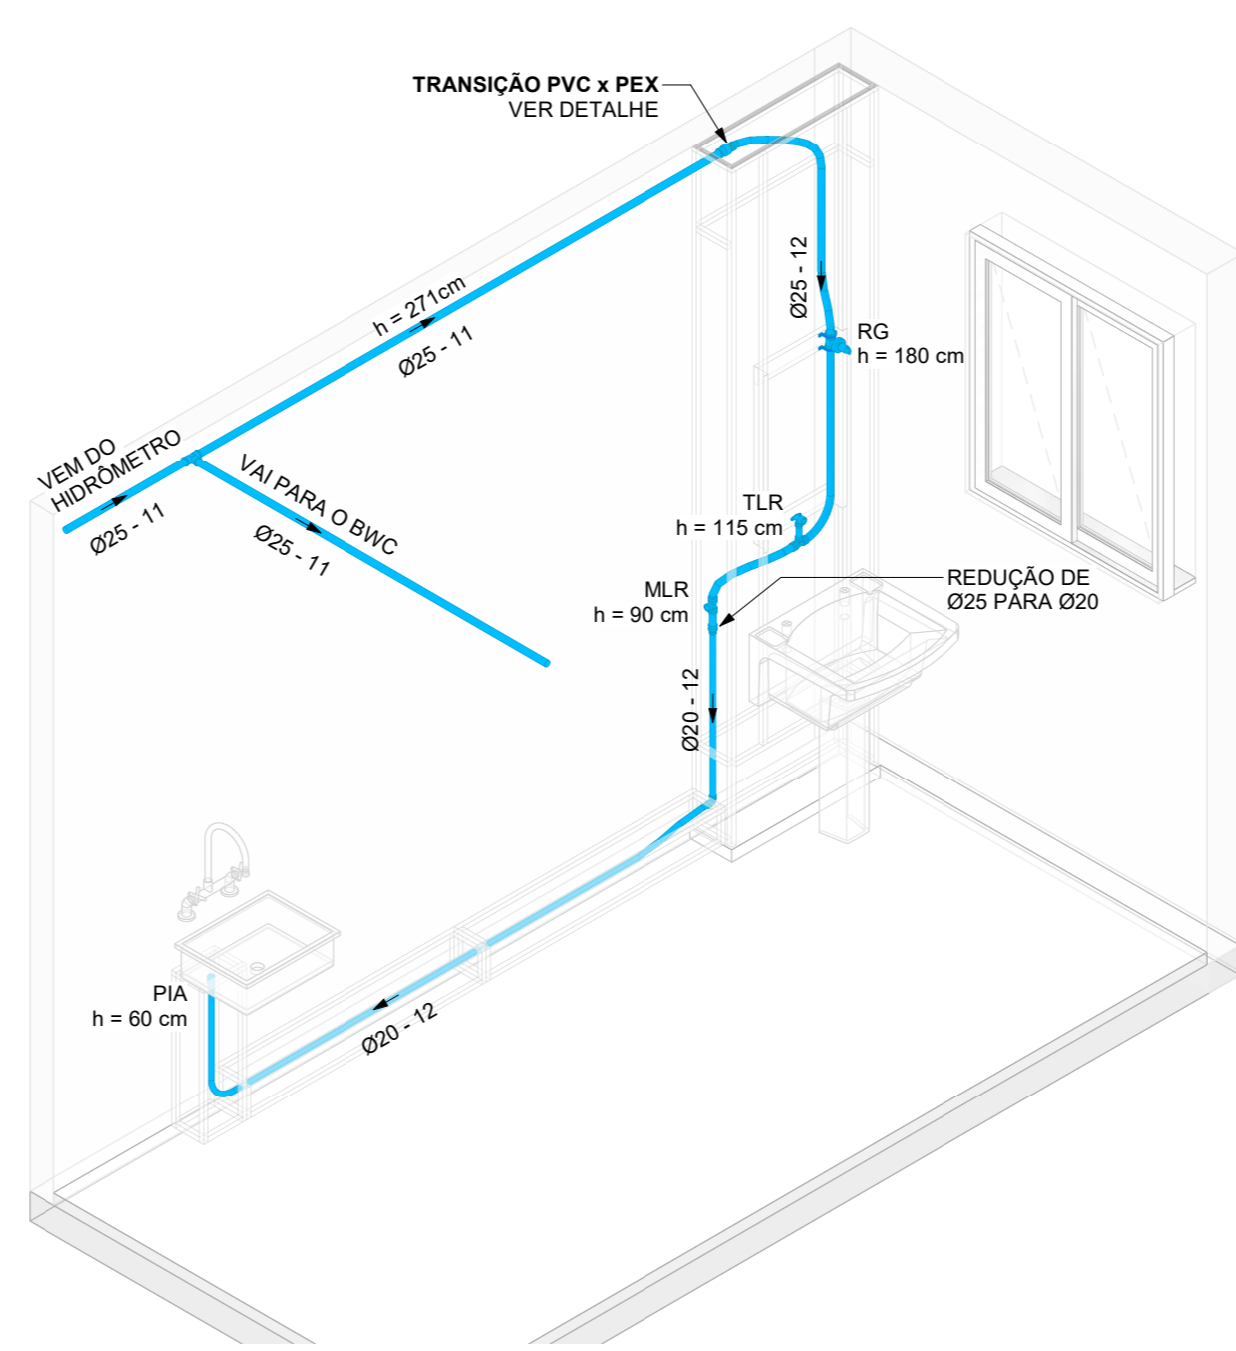 TRANSIÇÃO PVC x PEX
VER DETALHE
h = 271cm
Ø25 - 11
Ø25 - 12
RG
h = 180 cm
VEM DO
HIDRÔMETRO
Ø25 - 11
VAI PARA O BWC
Ø25 - 11
TLR
h = 115 cm
MLR
h = 90 cm
REDUÇÃO DE
Ø25 PARA Ø20
Ø20 - 12
PIA
h = 60 cm
Ø20 - 12